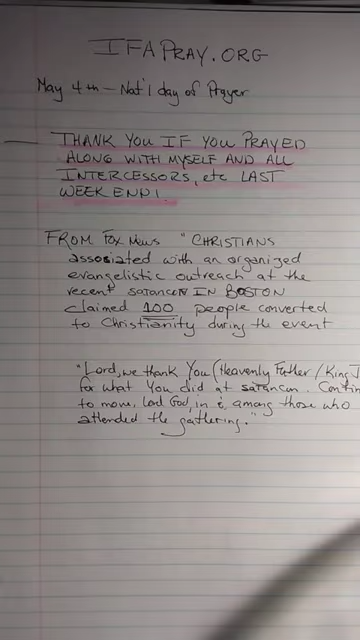 IFAPRAY.ORG
May 4th - Nat'l day of Prayer
— THANK YOU IF YOU PRAYED
ALONG WITH MYSELF AND ALL
INTERCESSORS, etc LAST
WEEKEND!
FROM FOX News "CHRISTIANS
associated with an organized
evangelistic outreach at the
recent satancon IN BOSTON
claimed 100 people converted
to Christianity during the event
"Lord, we thank You (Heavenly Father / King J
for what You did at satancon. Contin
to move, Lord God, in & among those who
attended the gathering."